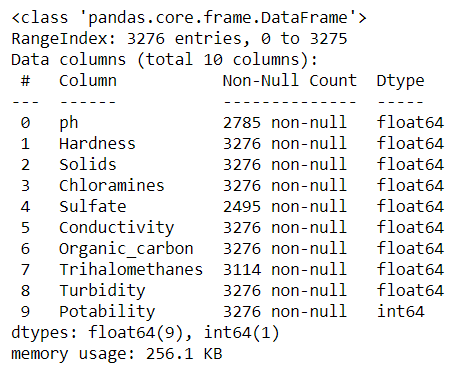 <class 'pandas.core.frame.DataFrame'>
RangeIndex: 3276 entries, 0 to 3275
Data columns (total 10 columns):
 #   Column           Non-Null Count  Dtype
---  ------           --------------  -----
 0   ph               2785 non-null   float64
 1   Hardness         3276 non-null   float64
 2   Solids           3276 non-null   float64
 3   Chloramines      3276 non-null   float64
 4   Sulfate          2495 non-null   float64
 5   Conductivity     3276 non-null   float64
 6   Organic_carbon   3276 non-null   float64
 7   Trihalomethanes  3114 non-null   float64
 8   Turbidity        3276 non-null   float64
 9   Potability       3276 non-null   int64
dtypes: float64(9), int64(1)
memory usage: 256.1 KB